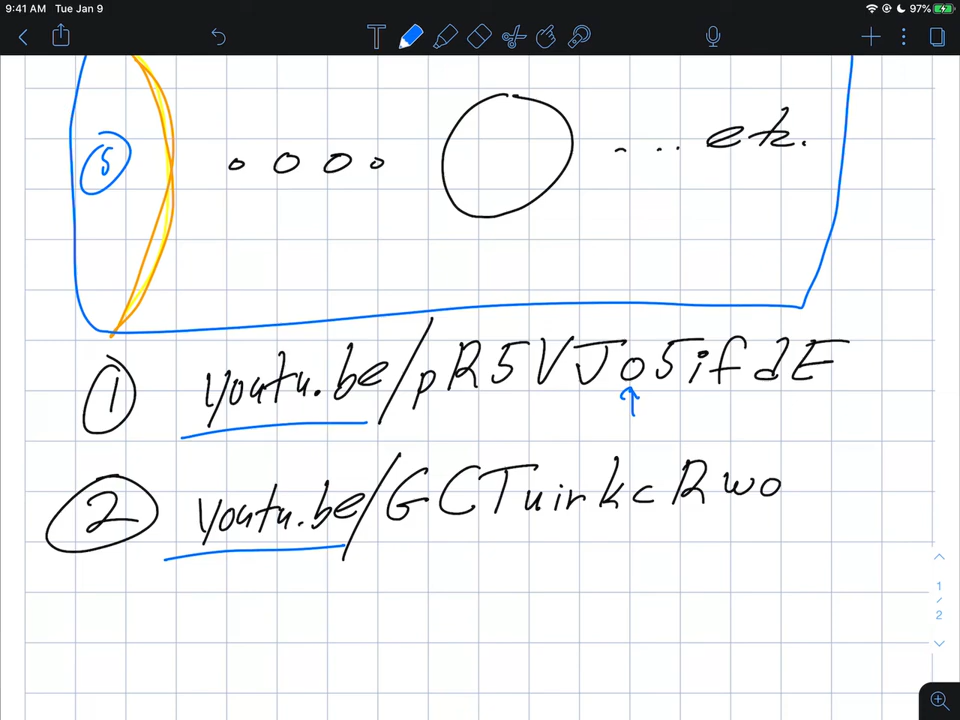 9:41 AM Tue Jan 9 97%
T
5 ... etc.
1 youtu.be/pR5VJo5ifdE
2 youtu.be/GCTuirkcRwo
1
/
2